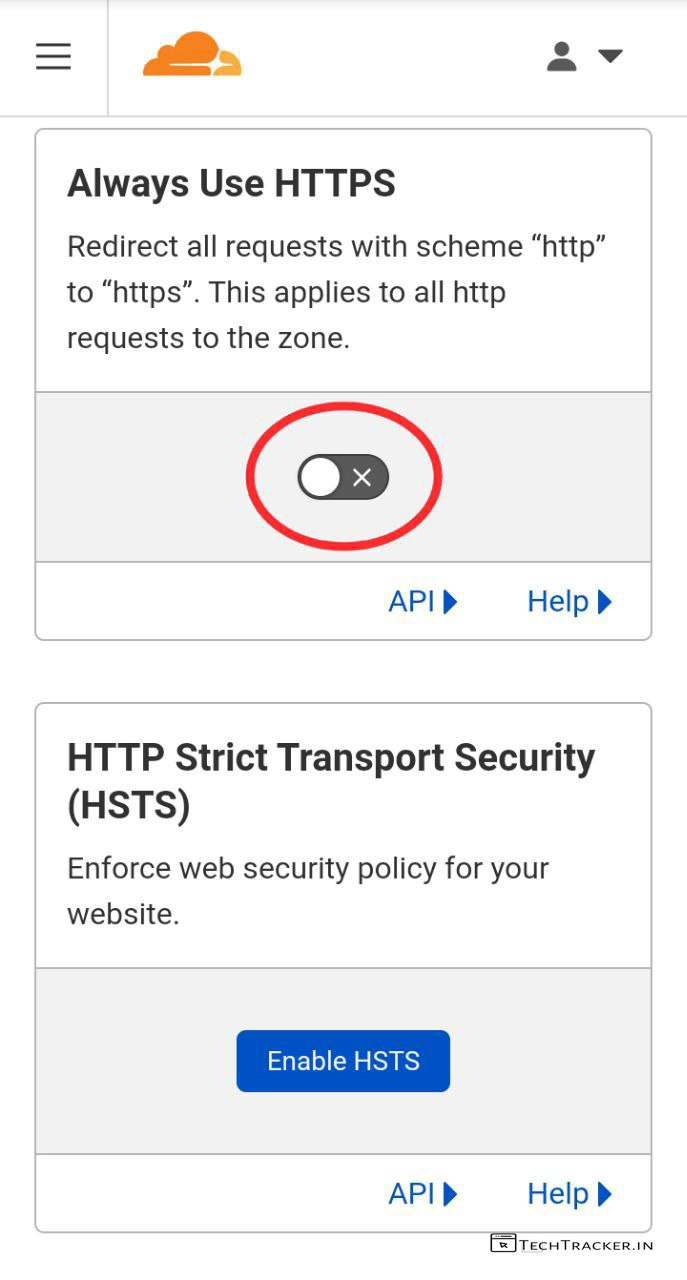 Always Use HTTPS
Redirect all requests with scheme “http”
to “https”. This applies to all http
requests to the zone.
API
Help
HTTP Strict Transport Security
(HSTS)
Enforce web security policy for your
website.
Enable HSTS
API
Help
TECHTRACKER.IN